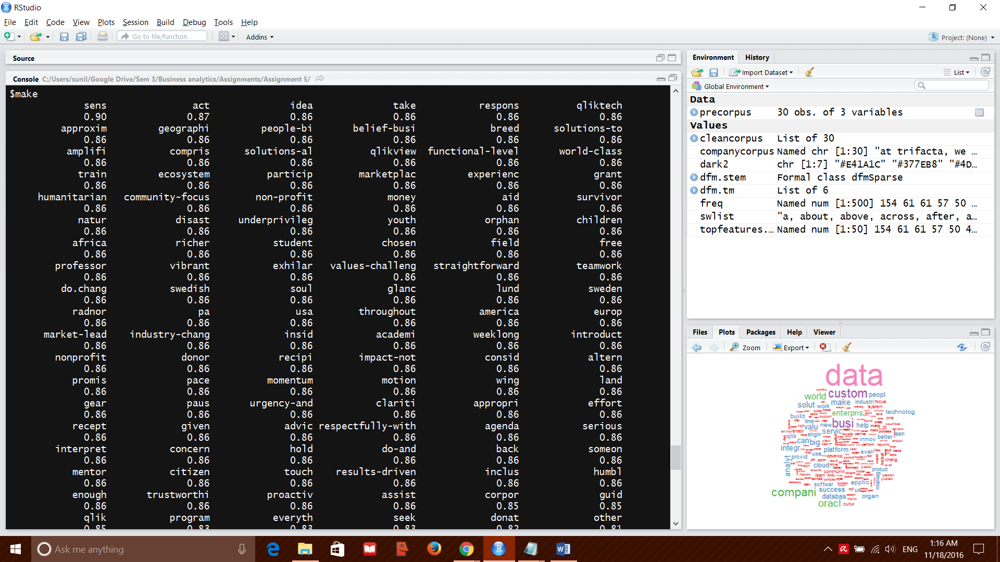 RStudio
File Edit Code View Plots Session Build Debug Tools Help
Go to file/function Addins Project: (None)
Source
Console C:/Users/sunil/Google Drive/Sem 3/Business analytics/Assignments/Assignment 5/
$make
sens act idea take respons qliktech
0.90 0.87 0.86 0.86 0.86 0.86
approxim geographi people-bi belief-busi breed solutions-to
0.86 0.86 0.86 0.86 0.86 0.86
amplifi compris solutions-al qlikview functional-level world-class
0.86 0.86 0.86 0.86 0.86 0.86
train ecosystem particip marketplac experienc grant
0.86 0.86 0.86 0.86 0.86 0.86
humanitarian community-focus non-profit money aid survivor
0.86 0.86 0.86 0.86 0.86 0.86
natur disast underprivileg youth orphan children
0.86 0.86 0.86 0.86 0.86 0.86
africa richer student chosen field free
0.86 0.86 0.86 0.86 0.86 0.86
professor vibrant exhilar values-challeng straightforward teamwork
0.86 0.86 0.86 0.86 0.86 0.86
do.chang swedish soul glanc lund sweden
0.86 0.86 0.86 0.86 0.86 0.86
radnor pa usa throughout america europ
0.86 0.86 0.86 0.86 0.86 0.86
market-lead industry-chang insid academi weeklong introduct
0.86 0.86 0.86 0.86 0.86 0.86
nonprofit donor recipi impact-not consid altern
0.86 0.86 0.86 0.86 0.86 0.86
promis pace momentum motion wing land
0.86 0.86 0.86 0.86 0.86 0.86
gear paus urgency-and clariti appropri effort
0.86 0.86 0.86 0.86 0.86 0.86
recept given advic respectfully-with agenda serious
0.86 0.86 0.86 0.86 0.86 0.86
interpret concern hold do-and back someon
0.86 0.86 0.86 0.86 0.86 0.86
mentor citizen touch results-driven inclus humbl
0.86 0.86 0.86 0.86 0.86 0.86
enough trustworthi proactiv assist corpor guid
0.86 0.86 0.86 0.86 0.85 0.85
qlik program everyth seek donat other
0.85 0.83 0.83 0.83 0.82 0.81
Environment History
Import Dataset List
Global Environment
Data
precorpus 30 obs. of 3 variables
Values
cleancorpus List of 30
companycorpus Named chr [1:30] "at trifacta, we …
dark2 chr [1:7] "#E41A1C" "#377EB8" "#4D…
dfm.stem Formal class dfmSparse
dfm.tm List of 6
freq Named num [1:500] 154 61 61 57 50 …
swlist "a, about, above, across, after, a…
topfeatures.… Named num [1:50] 154 61 61 57 50 4…
Files Plots Packages Help Viewer
Zoom Export
data
custom peopl
world
solut work make industri focus
system
enterpris technolog
build
time busi help one
valu new
servic
qlik engin better team
can big innov
integr platform
provid use everi
develop chang
analyt cloud product
communiti
learn manag
softwar applic
compani success us
databas organ
oracl cultur
Ask me anything
ENG
1:16 AM
11/18/2016